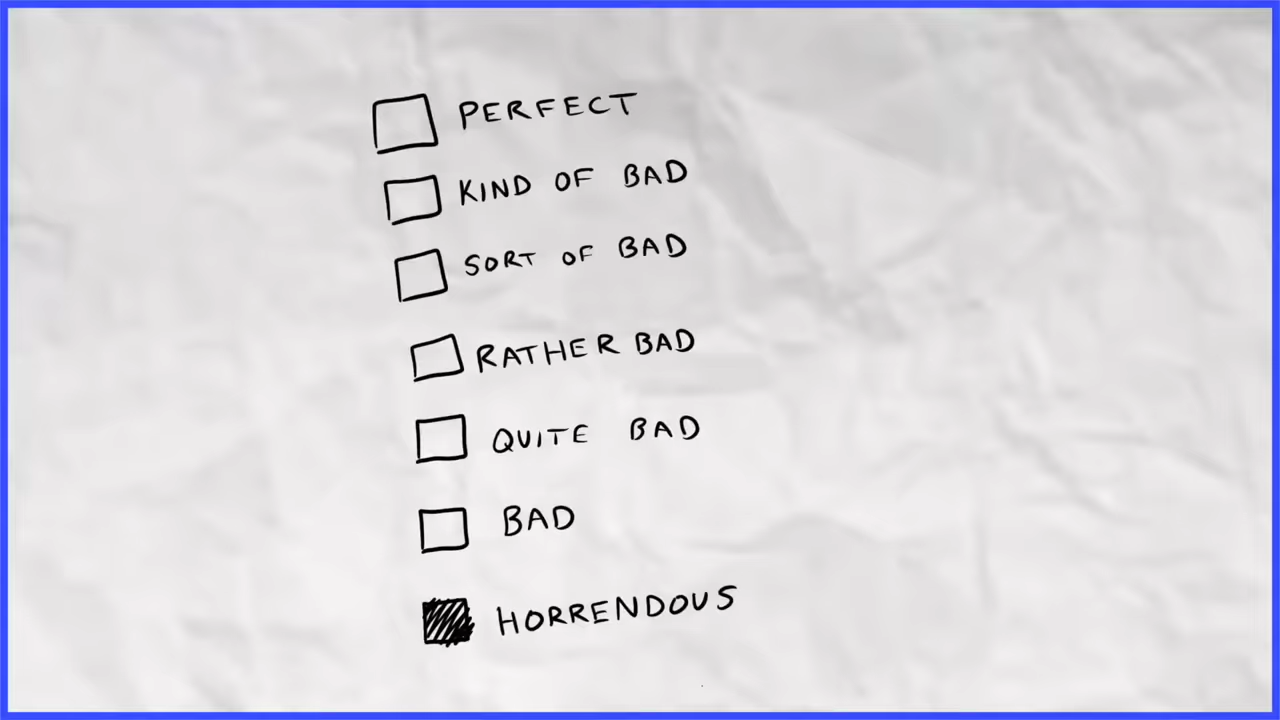 PERFECT
KIND OF BAD
SORT OF BAD
RATHER BAD
QUITE BAD
BAD
HORRENDOUS